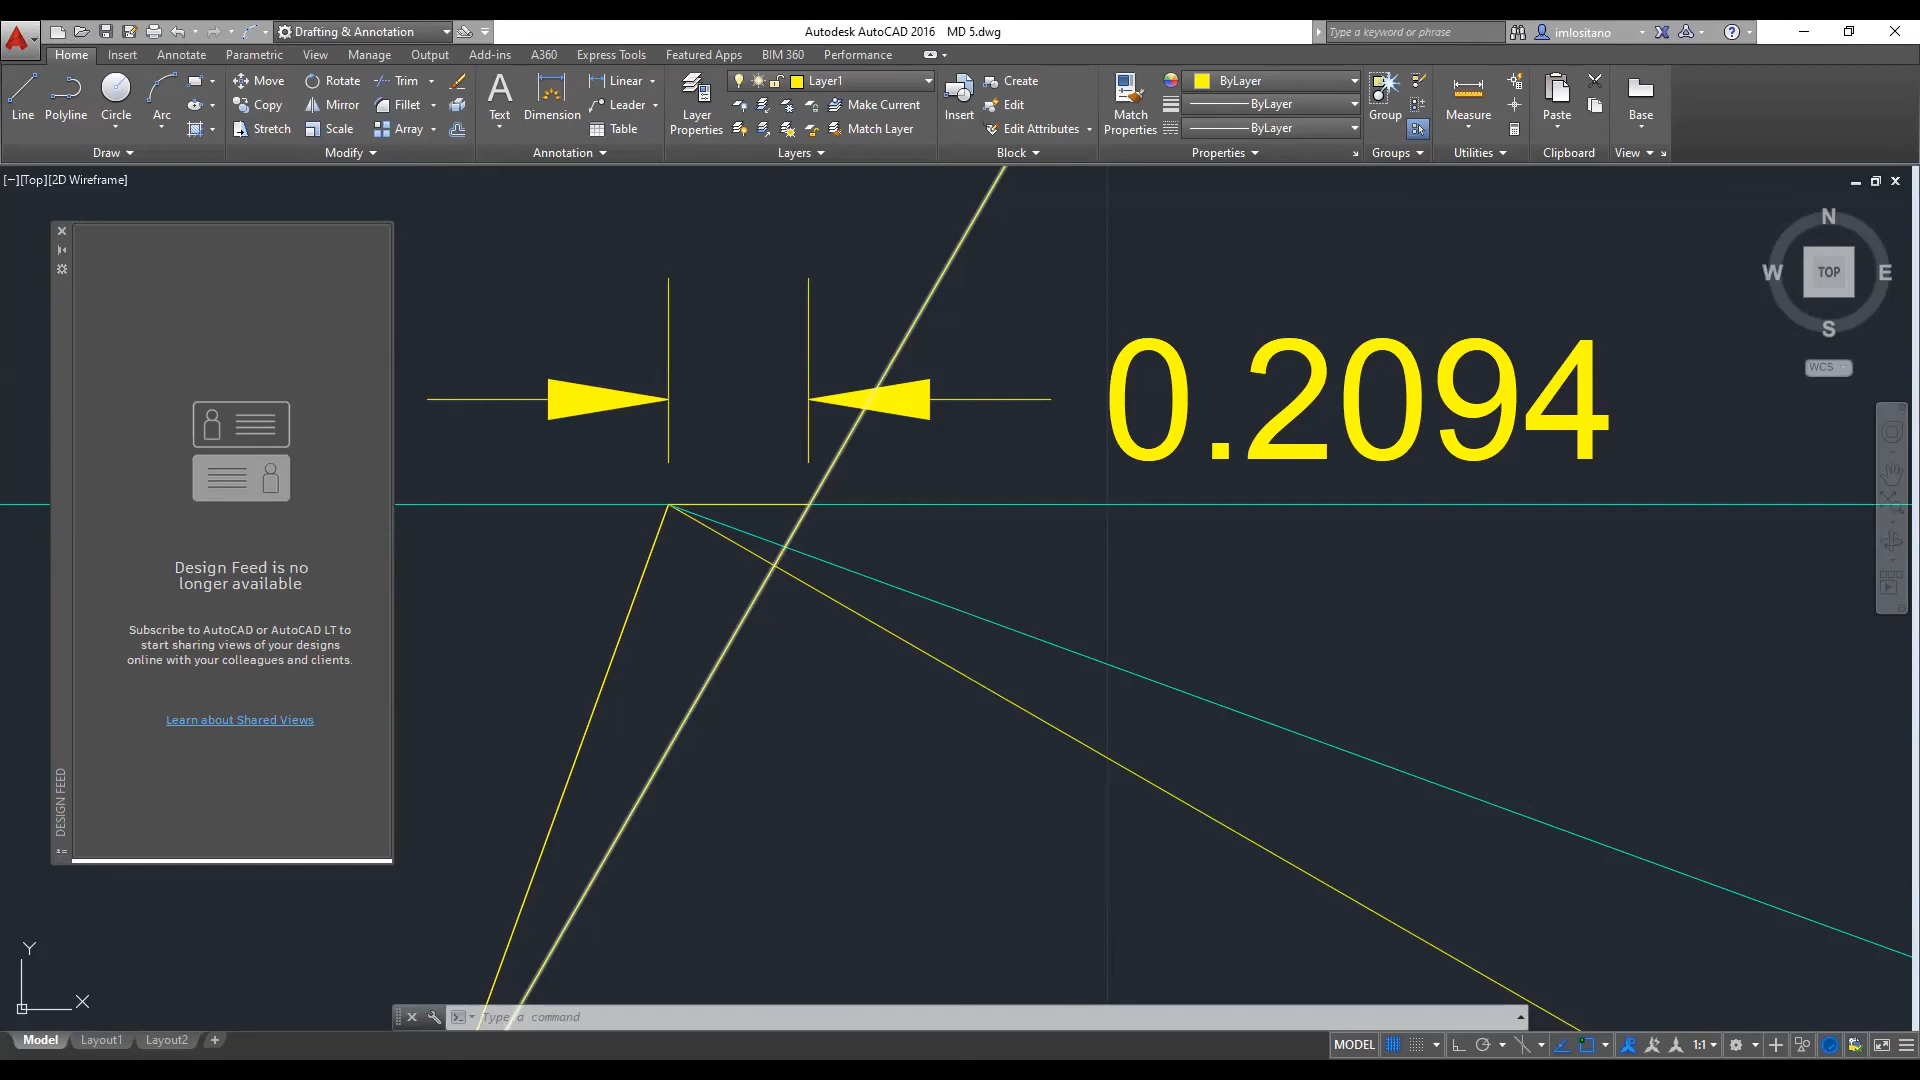 Drafting & Annotation
Autodesk AutoCAD 2016 MD 5.dwg
Type a keyword or phrase
imlositano
Home Insert Annotate Parametric View Manage Output Add-ins A360 Express Tools Featured Apps BIM 360 Performance
Line Polyline Circle Arc
Move Rotate Trim
Copy Mirror Fillet
Stretch Scale Array
Text Dimension
Linear
Leader
Table
Layer Properties
Layer1
Make Current
Match Layer
Insert
Create
Edit
Edit Attributes
Match Properties
ByLayer
ByLayer
ByLayer
Group
Measure
Paste
Base
Draw Modify Annotation Layers Block Properties Groups Utilities Clipboard View
[−][Top][2D Wireframe]
N
W TOP E
S
WCS
0.2094
Design Feed is no
longer available
Subscribe to AutoCAD or AutoCAD LT to
start sharing views of your designs
online with your colleagues and clients.
Learn about Shared Views
DESIGN FEED
Y
X
Type a command
Model Layout1 Layout2 +
MODEL
1:1